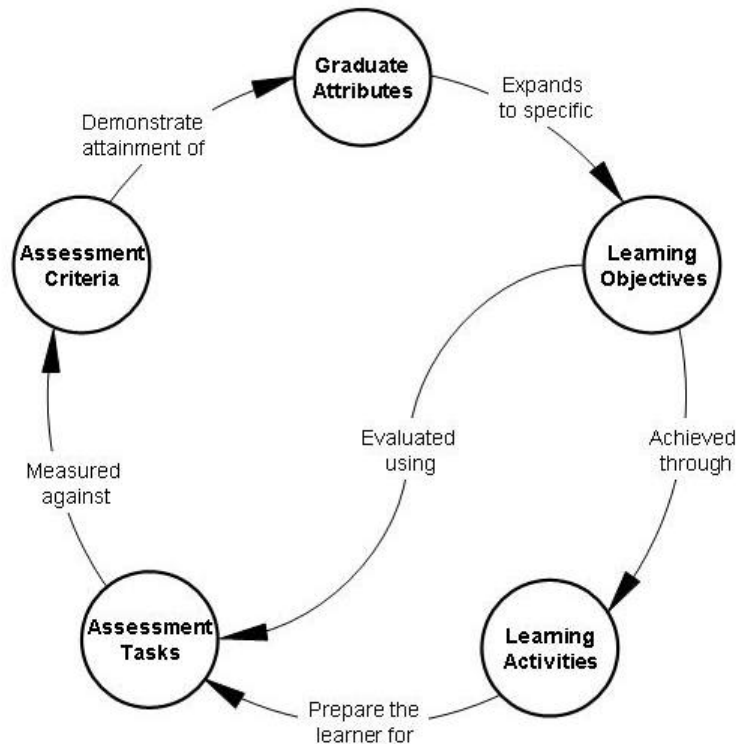 Graduate
Attributes
Expands
to specific
Demonstrate
attainment of
Assessment
Criteria
Learning
Objectives
Evaluated
using
Achieved
through
Measured
against
Assessment
Tasks
Learning
Activities
Prepare the
learner for